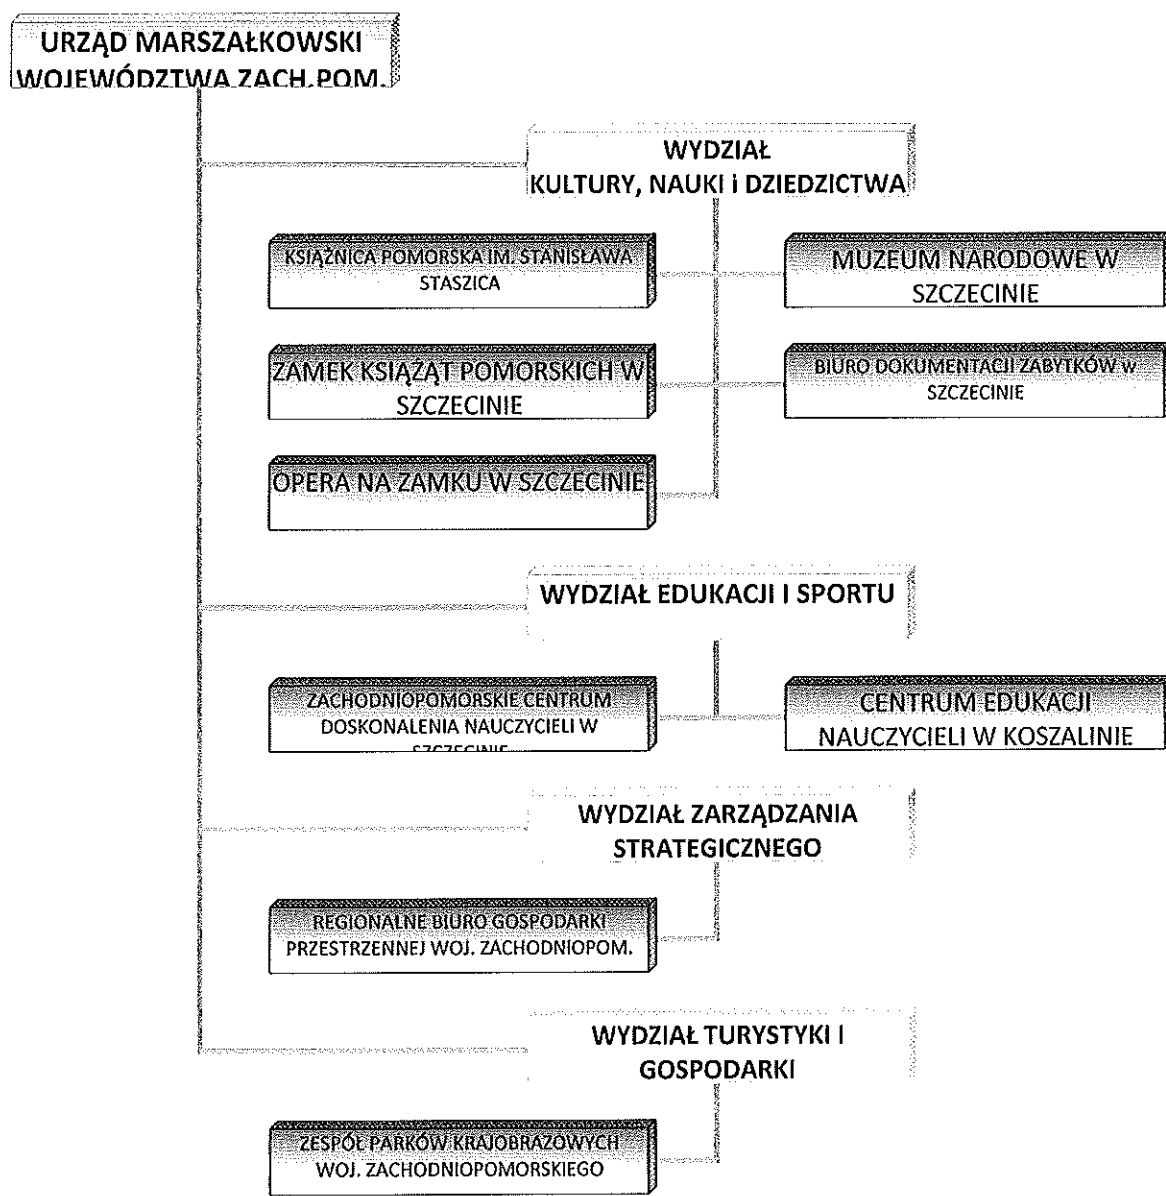 URZĄD MARSZAŁKOWSKI
WOJEWÓDZTWA ZACH.POM.
WYDZIAŁ
KULTURY, NAUKI i DZIEDZICTWA
KSIĄŻNICA POMORSKA IM. STANISŁAWA
STASZICA
MUZEUM NARODOWE W
SZCZECINIE
ZAMEK KSIĄŻĄT POMORSKICH W
SZCZECINIE
BIURO DOKUMENTACJI ZABYTKÓW w
SZCZECINIE
OPERA NA ZAMKU W SZCZECINIE
WYDZIAŁ EDUKACJI I SPORTU
ZACHODNIOPOMORSKIE CENTRUM
DOSKONALENIA NAUCZYCIELI W
SZCZECINIE
CENTRUM EDUKACJI
NAUCZYCIELI W KOSZALINIE
WYDZIAŁ ZARZĄDZANIA
STRATEGICZNEGO
REGIONALNE BIURO GOSPODARKI
PRZESTRZENNEJ WOJ. ZACHODNIOPOM.
WYDZIAŁ TURYSTYKI I
GOSPODARKI
ZESPÓŁ PARKÓW KRAJOBRAZOWYCH
WOJ. ZACHODNIOPOMORSKIEGO